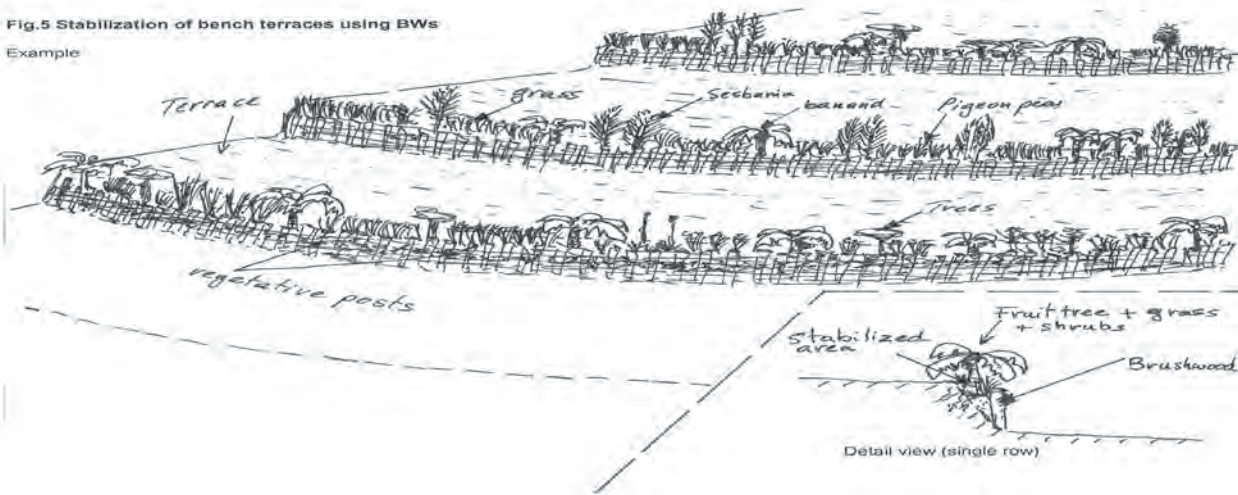 Fig.5 Stabilization of bench terraces using BWs
Example
Terrace
grass
Sesbania
banand
Pigeon peas
Trees
vegetative posts
Fruit tree + grass
+ shrubs
Stabilized
area
Brushwood
Detail view (single row)